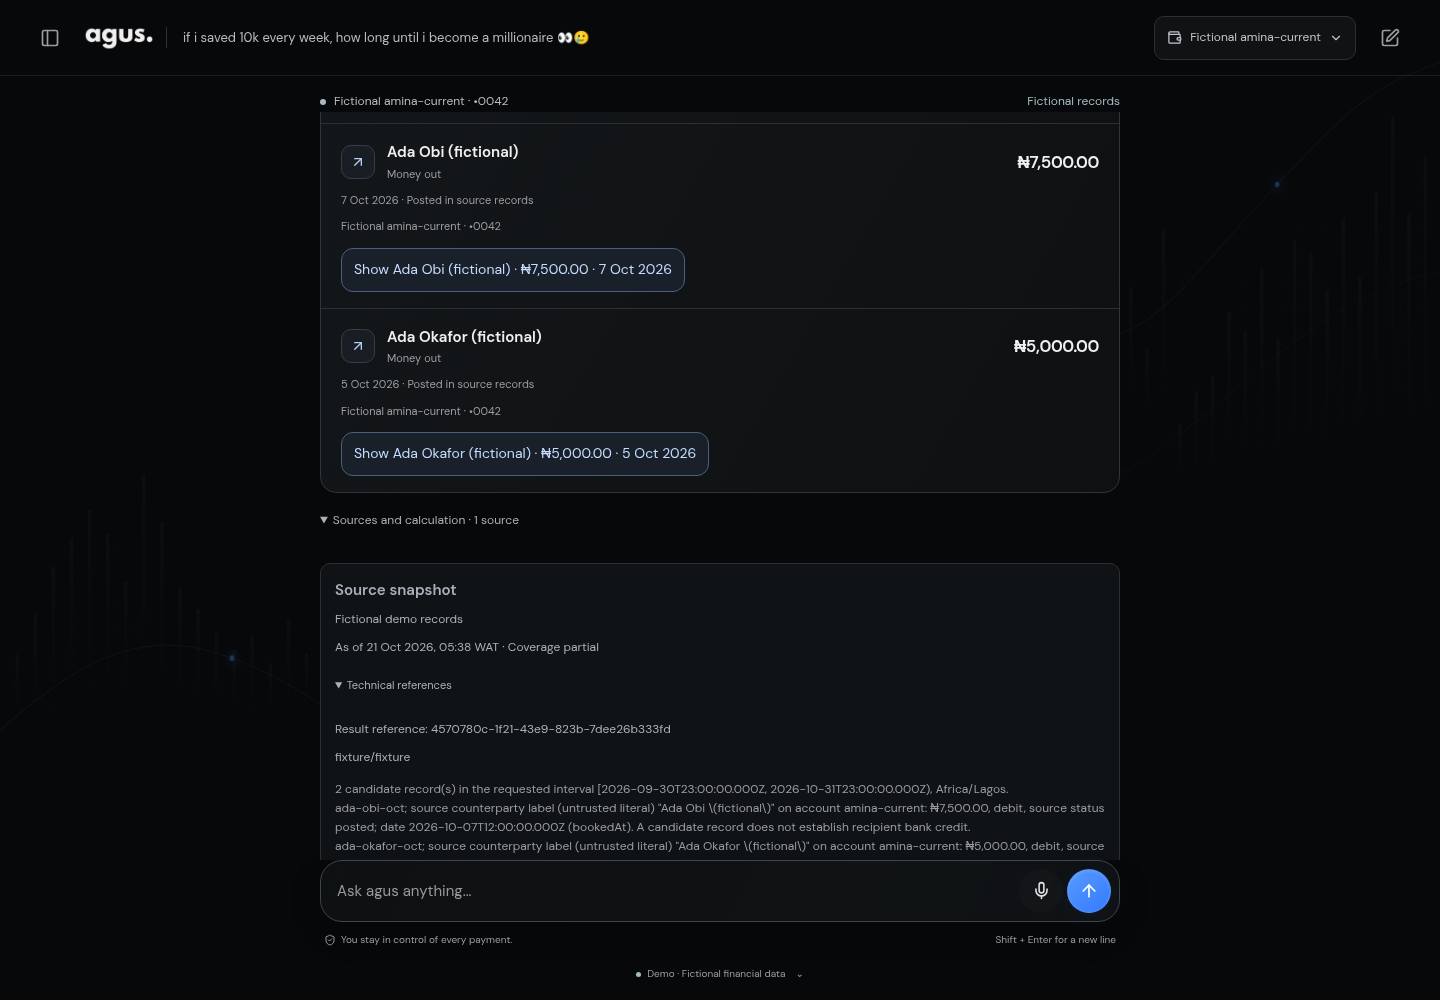 agus.
if i saved 10k every week, how long until i become a millionaire 👀🥲
Fictional amina-current
Fictional amina-current · •0042
Fictional records
Ada Obi (fictional)
₦7,500.00
Money out
7 Oct 2026 · Posted in source records
Fictional amina-current · •0042
Show Ada Obi (fictional) · ₦7,500.00 · 7 Oct 2026
Ada Okafor (fictional)
₦5,000.00
Money out
5 Oct 2026 · Posted in source records
Fictional amina-current · •0042
Show Ada Okafor (fictional) · ₦5,000.00 · 5 Oct 2026
▼ Sources and calculation · 1 source
Source snapshot
Fictional demo records
As of 21 Oct 2026, 05:38 WAT · Coverage partial
▼ Technical references
Result reference: 4570780c-1f21-43e9-823b-7dee26b333fd
fixture/fixture
2 candidate record(s) in the requested interval [2026-09-30T23:00:00.000Z, 2026-10-31T23:00:00.000Z), Africa/Lagos.
ada-obi-oct; source counterparty label (untrusted literal) "Ada Obi \(fictional\)" on account amina-current: ₦7,500.00, debit, source status
posted; date 2026-10-07T12:00:00.000Z (bookedAt). A candidate record does not establish recipient bank credit.
ada-okafor-oct; source counterparty label (untrusted literal) "Ada Okafor \(fictional\)" on account amina-current: ₦5,000.00, debit, source
Ask agus anything...
You stay in control of every payment.
Shift + Enter for a new line
Demo · Fictional financial data